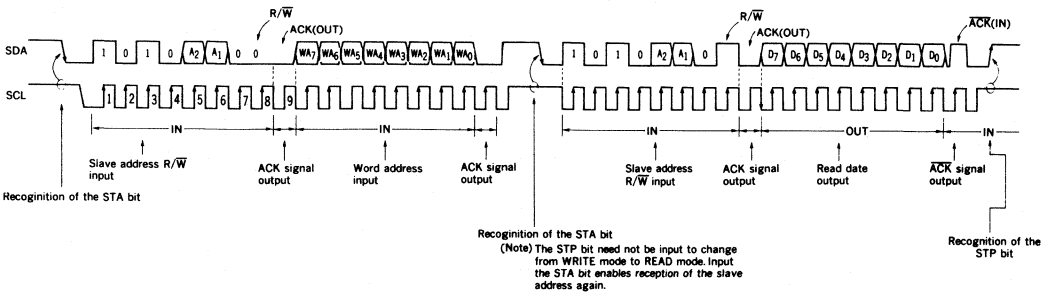 R/W ACK(OUT) R/W ACK(OUT) ACK(IN)
SDA 1 0 1 0 A2 A1 0 0 WA7 WA6 WA5 WA4 WA3 WA2 WA1 WA0 1 0 1 0 A2 A1 0 D7 D6 D5 D4 D3 D2 D1 D0
SCL 1 2 3 4 5 6 7 8 9
IN IN IN OUT IN
Slave address R/W
input
ACK signal
output
Word address
input
ACK signal
output
Slave address
R/W input
ACK signal
output
Read date
output
ACK signal
output
Recoginition of the STA bit
Recoginition of the STA bit
(Note) The STP bit need not be input to change
from WRITE mode to READ mode. Input
the STA bit enables reception of the slave
address again.
Recognition of the
STP bit